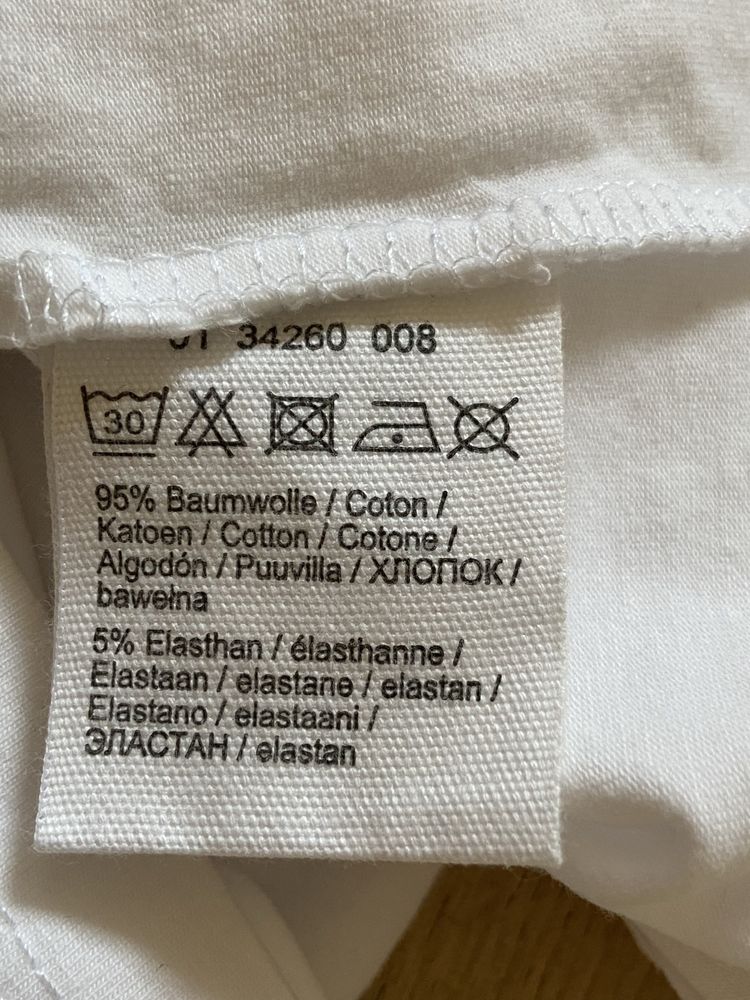 01 34260 008
30
95% Baumwolle / Coton /
Katoen / Cotton / Cotone /
Algodón / Puuvilla / ХЛОПОК /
bawełna
5% Elasthan / élasthanne /
Elastaan / elastane / elastan /
Elastano / elastaani /
ЭЛАСТАН / elastan